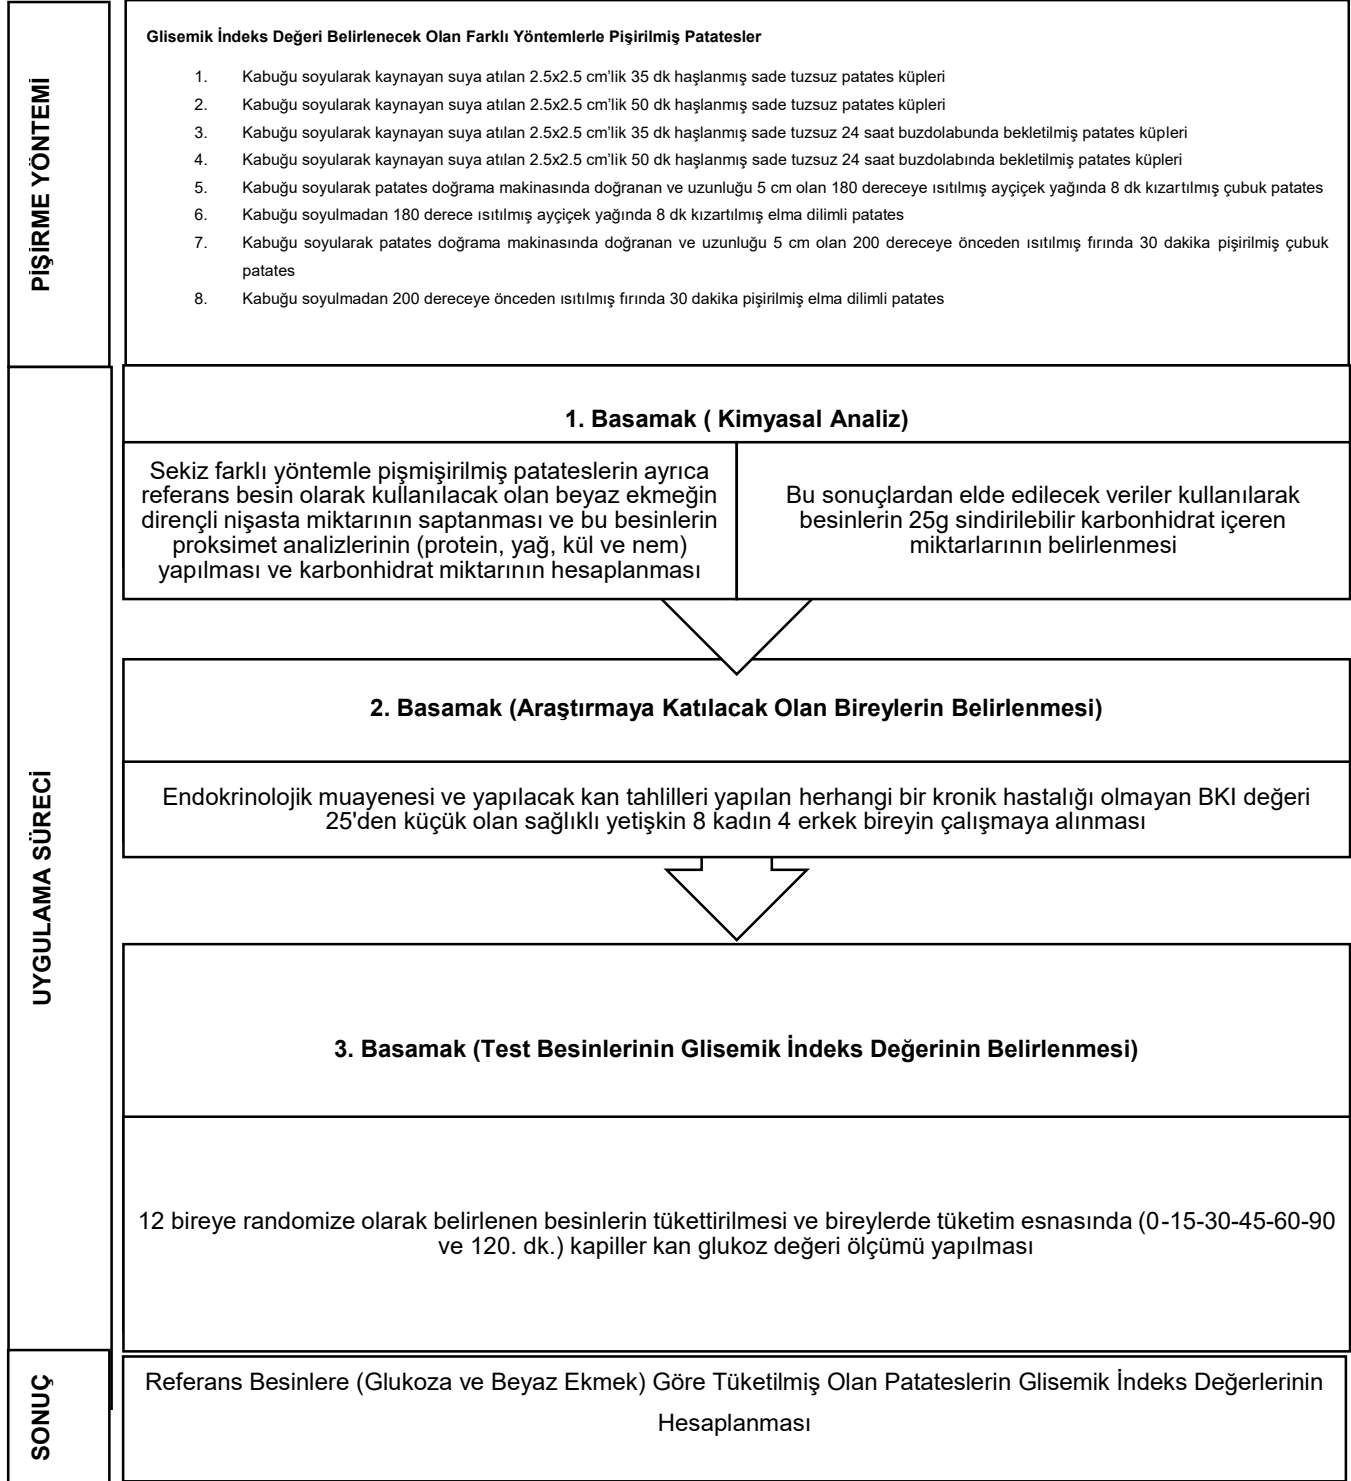 PİŞİRME YÖNTEMİ
Glisemik İndeks Değeri Belirlenecek Olan Farklı Yöntemlerle Pişirilmiş Patatesler
1. Kabuğu soyularak kaynayan suya atılan 2.5x2.5 cm'lik 35 dk haşlanmış sade tuzsuz patates küpleri
2. Kabuğu soyularak kaynayan suya atılan 2.5x2.5 cm'lik 50 dk haşlanmış sade tuzsuz patates küpleri
3. Kabuğu soyularak kaynayan suya atılan 2.5x2.5 cm'lik 35 dk haşlanmış sade tuzsuz 24 saat buzdolabunda bekletilmiş patates küpleri
4. Kabuğu soyularak kaynayan suya atılan 2.5x2.5 cm'lik 50 dk haşlanmış sade tuzsuz 24 saat buzdolabında bekletilmiş patates küpleri
5. Kabuğu soyularak patates doğrama makinasında doğranan ve uzunluğu 5 cm olan 180 dereceye ısıtılmış ayçiçek yağında 8 dk kızartılmış çubuk patates
6. Kabuğu soyulmadan 180 derece ısıtılmış ayçiçek yağında 8 dk kızartılmış elma dilimli patates
7. Kabuğu soyularak patates doğrama makinasında doğranan ve uzunluğu 5 cm olan 200 dereceye önceden ısıtılmış fırında 30 dakika pişirilmiş çubuk
patates
8. Kabuğu soyulmadan 200 dereceye önceden ısıtılmış fırında 30 dakika pişirilmiş elma dilimli patates
UYGULAMA SÜRECİ
1. Basamak ( Kimyasal Analiz)
Sekiz farklı yöntemle pişmişirilmiş patateslerin ayrıca
referans besin olarak kullanılacak olan beyaz ekmeğin
dirençli nişasta miktarının saptanması ve bu besinlerin
proksimet analizlerinin (protein, yağ, kül ve nem)
yapılması ve karbonhidrat miktarının hesaplanması
Bu sonuçlardan elde edilecek veriler kullanılarak
besinlerin 25g sindirilebilir karbonhidrat içeren
miktarlarının belirlenmesi
2. Basamak (Araştırmaya Katılacak Olan Bireylerin Belirlenmesi)
Endokrinolojik muayenesi ve yapılacak kan tahlilleri yapılan herhangi bir kronik hastalığı olmayan BKI değeri
25'den küçük olan sağlıklı yetişkin 8 kadın 4 erkek bireyin çalışmaya alınması
3. Basamak (Test Besinlerinin Glisemik İndeks Değerinin Belirlenmesi)
12 bireye randomize olarak belirlenen besinlerin tükettirilmesi ve bireylerde tüketim esnasında (0-15-30-45-60-90
ve 120. dk.) kapiller kan glukoz değeri ölçümü yapılması
SONUÇ
Referans Besinlere (Glukoza ve Beyaz Ekmek) Göre Tüketilmiş Olan Patateslerin Glisemik İndeks Değerlerinin
Hesaplanması